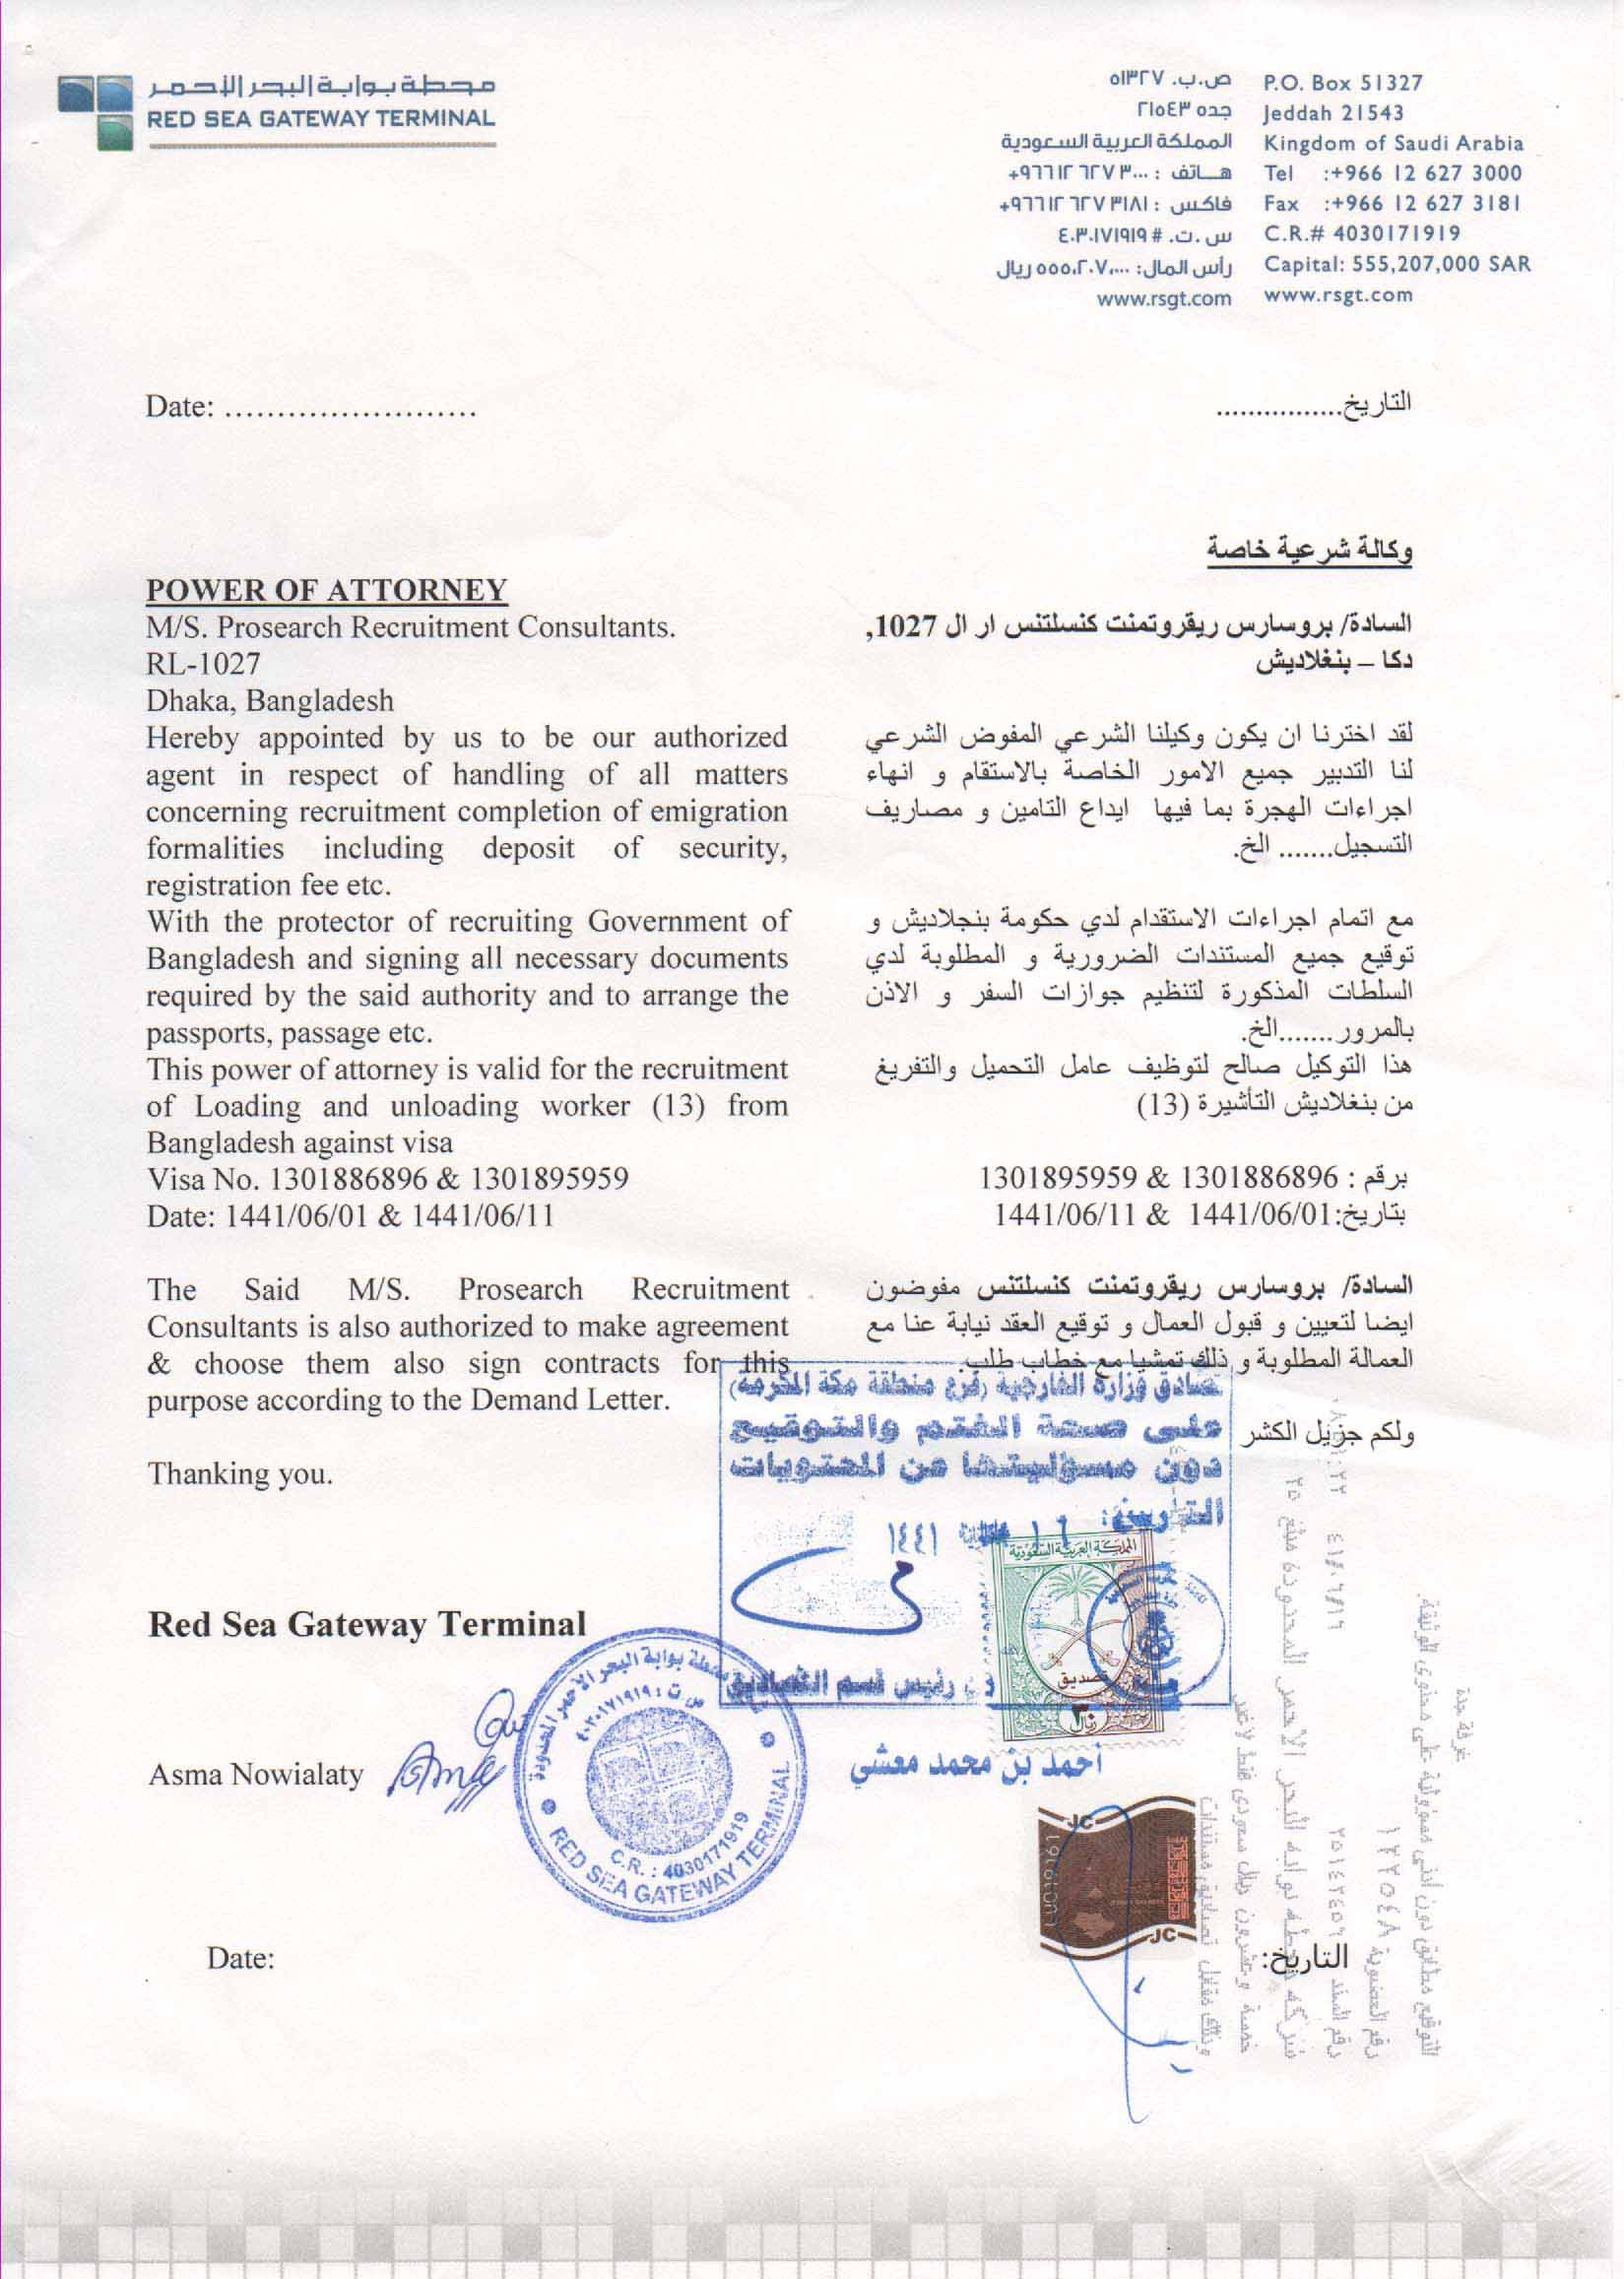 محطة بوابة البحر الأحمر
RED SEA GATEWAY TERMINAL
ص.ب. ٥١٣٢٧
جده ٢١٥٤٣
المملكة العربية السعودية
هـاتف : ٣٠٠٠ ٦٢٧ ١٢ ٩٦٦+
فاكس : ٣١٨١ ٦٢٧ ١٢ ٩٦٦+
س .ت. # ٤٠٣٠١٧١٩١٩
رأس المال: ٥٥٥،٢٠٧،٠٠٠ ريال
www.rsgt.com
P.O. Box 51327
Jeddah 21543
Kingdom of Saudi Arabia
Tel :+966 12 627 3000
Fax :+966 12 627 3181
C.R.# 4030171919
Capital: 555,207,000 SAR
www.rsgt.com
Date: ........................
التاريخ................
POWER OF ATTORNEY
M/S. Prosearch Recruitment Consultants.
RL-1027
Dhaka, Bangladesh
Hereby appointed by us to be our authorized
agent in respect of handling of all matters
concerning recruitment completion of emigration
formalities including deposit of security,
registration fee etc.
With the protector of recruiting Government of
Bangladesh and signing all necessary documents
required by the said authority and to arrange the
passports, passage etc.
This power of attorney is valid for the recruitment
of Loading and unloading worker (13) from
Bangladesh against visa
Visa No. 1301886896 & 1301895959
Date: 1441/06/01 & 1441/06/11
The Said M/S. Prosearch Recruitment
Consultants is also authorized to make agreement
& choose them also sign contracts for this
purpose according to the Demand Letter.
Thanking you.
Red Sea Gateway Terminal
Asma Nowialaty
Date:
وكالة شرعية خاصة
السادة/ بروسارس ريقروتمنت كنسلتنس ار ال 1027,
دكا – بنغلاديش
لقد اخترنا ان يكون وكيلنا الشرعي المفوض الشرعي
لنا التدبير جميع الامور الخاصة بالاستقام و انهاء
اجراءات الهجرة بما فيها ايداع التامين و مصاريف
التسجيل....... الخ.
مع اتمام اجراءات الاستقدام لدي حكومة بنجلاديش و
توقيع جميع المستندات الضرورية و المطلوبة لدي
السلطات المذكورة لتنظيم جوازات السفر و الاذن
بالمرور.......الخ.
هذا التوكيل صالح لتوظيف عامل التحميل والتفريغ
من بنغلاديش التأشيرة (13)
برقم : 1301886896 & 1301895959
بتاريخ:1441/06/01 & 1441/06/11
السادة/ بروسارس ريقروتمنت كنسلتنس مفوضون
ايضا لتعيين و قبول العمال و توقيع العقد نيابة عنا مع
العمالة المطلوبة و ذلك تمشيا مع خطاب طلب.
ولكم جزيل الكشر
تصادق وزارة الخارجية (فرع منطقة مكة المكرمة)
على صحة الختم والتوقيع
دون مسؤليتها عن المحتويات
التاريخ: ١٦ ١٤٤١
رئيس قسم التصاديق
المملكة العربية السعودية
تصديق
٣٠ ريال
أحمد بن محمد معشي
محطة بوابة البحر الأحمر المحدودة
س ت : ٤٠٣٠١٧١٩١٩
C.R. : 4030171919
RED SEA GATEWAY TERMINAL
JC
JC
التاريخ:
غرفة جدة
التوقيع مطابق دون أدنى مسؤولية على محتوى الوثيقة.
رقم العضوية ١٢٢٥٤٨
شركة محطة بوابة البحر الاحمر المحدودة مبلغ ٢٥
خمسة وعشرون ريال سعودي فقط لا غير
وذلك مقابل تصديق مستندات